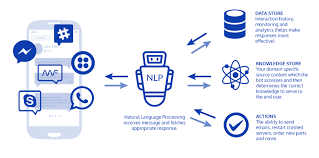 NLP
Natural Language Processing
receives message and fetches
appropriate response.
DATA STORE
Interaction history,
monitoring and
analytics (helps make
responses more
effective)
KNOWLEDGE STORE
Your domain specific
source content which the
bot accesses and then
determines the correct
knowledge to serve to
the end user.
ACTIONS
The ability to send
emails, restart crashed
servers, order new parts
and more.